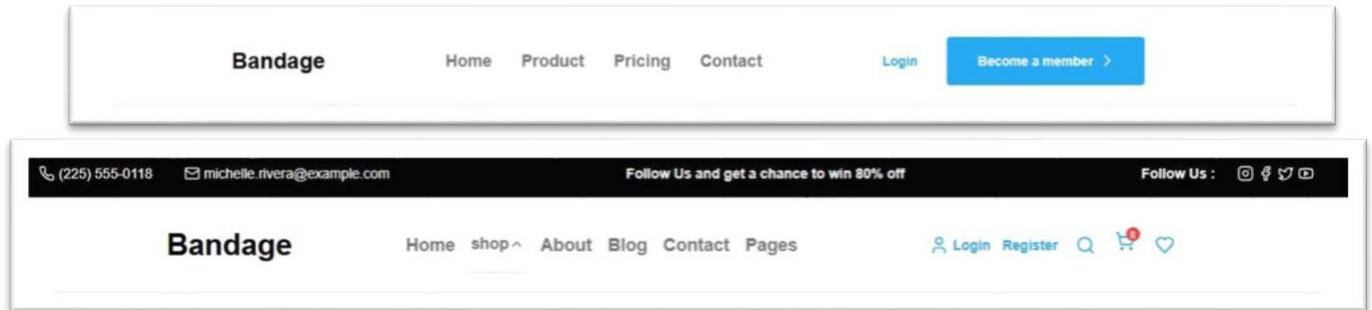 Bandage Home Product Pricing Contact Login Become a member
(225) 555-0118 michelle.rivera@example.com Follow Us and get a chance to win 80% off Follow Us :
Bandage Home shop About Blog Contact Pages Login Register